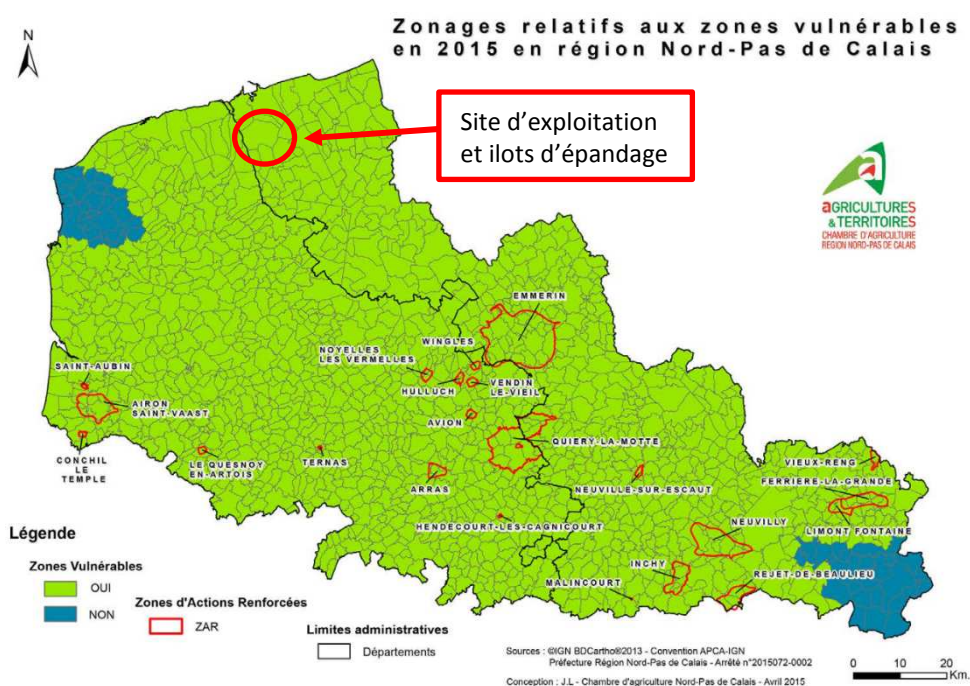 Zonages relatifs aux zones vulnérables
en 2015 en région Nord-Pas de Calais
N
Site d'exploitation
et ilots d'épandage
aGRICULTURES
& TERRITOIRES
CHAMBRE D'AGRICULTURE
RÉGION NORD-PAS DE CALAIS
EMMERIN
WINGLES
NOYELLES
LES VERMELLES
HULLUCH
VENDIN
LE-VIEIL
SAINT-AUBIN
AIRON
SAINT-VAAST
AVION
QUIERY-LA-MOTTE
CONCHIL
LE
TEMPLE
LE QUESNOY
EN-ARTOIS
TERNAS
ARRAS
NEUVILLE-SUR-ESCAUT
VIEUX-RENG
FERRIERE-LA-GRANDE
HENDECOURT-LES-CAGNICOURT
NEUVILLY
LIMONT FONTAINE
INCHY
REJET-DE-BEAULIEU
MALINCOURT
Légende
Zones Vulnérables
OUI
NON
Zones d'Actions Renforcées
ZAR
Limites administratives
Départements
Sources : ©IGN BDCartho®2013 - Convention APCA-IGN
Préfecture Région Nord-Pas de Calais - Arrêté n°2015072-0002
Conception : J.L - Chambre d'agriculture Nord-Pas de Calais - Avril 2015
0 10 20
Km.